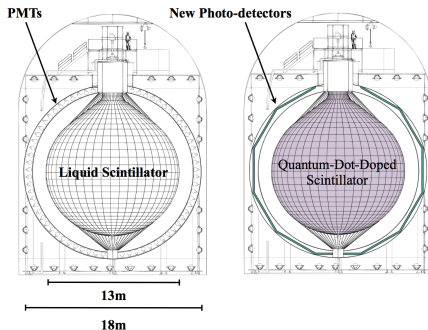 PMTs
New Photo-detectors
Liquid Scintillator
Quantum-Dot-Doped
Scintillator
13m
18m